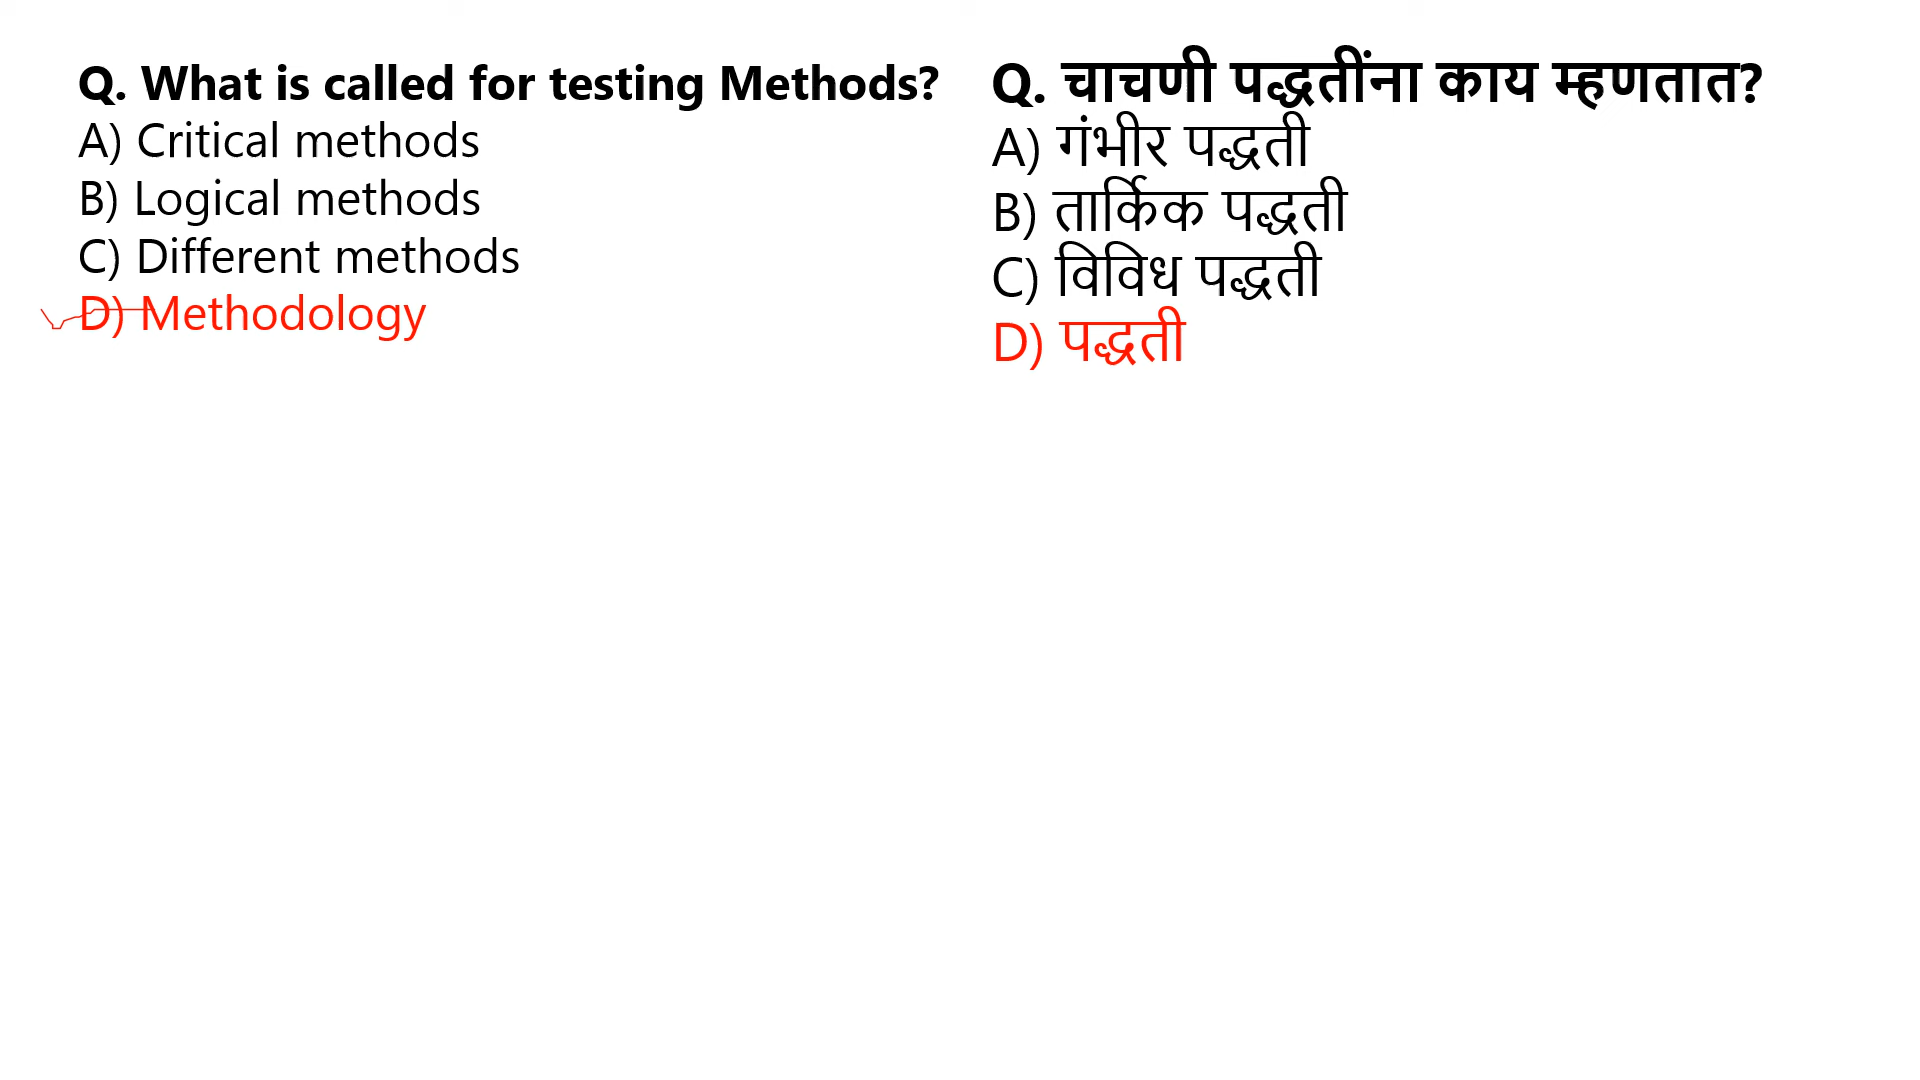 Q. What is called for testing Methods?
A) Critical methods
B) Logical methods
C) Different methods
D) Methodology
Q. चाचणी पद्धतींना काय म्हणतात?
A) गंभीर पद्धती
B) तार्किक पद्धती
C) विविध पद्धती
D) पद्धती